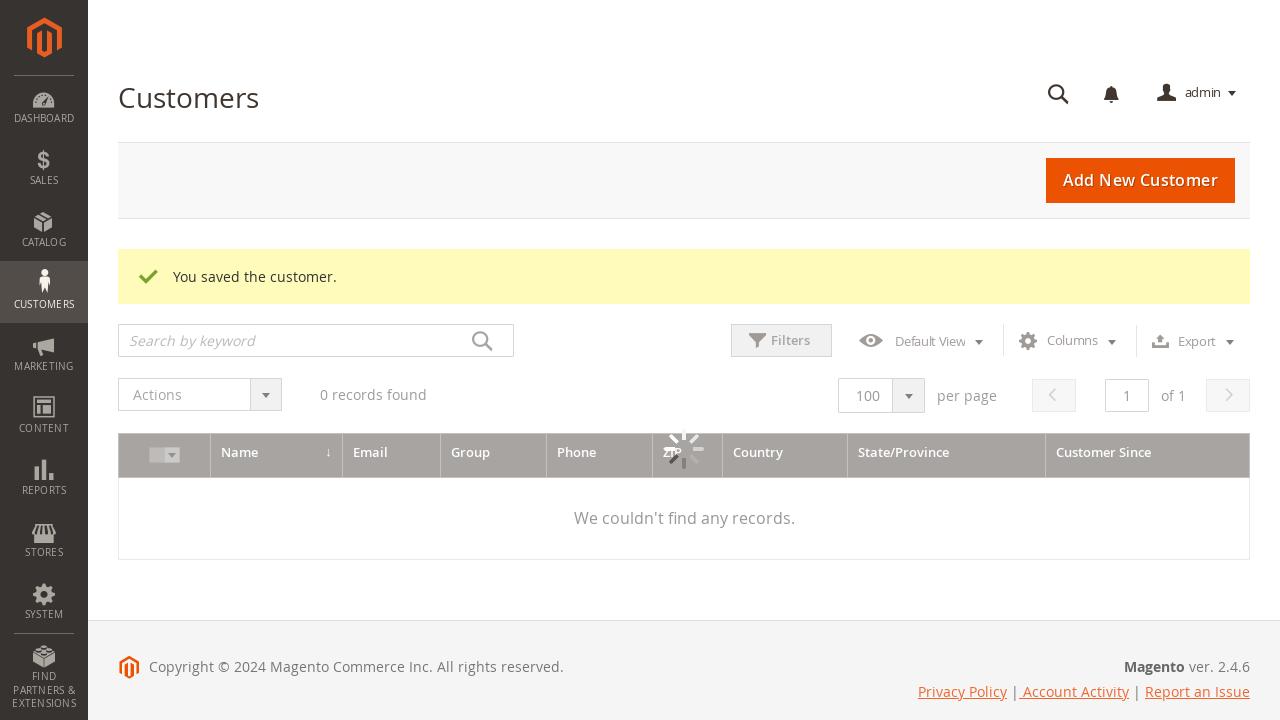 DASHBOARD
SALES
CATALOG
CUSTOMERS
MARKETING
CONTENT
REPORTS
STORES
SYSTEM
FIND
PARTNERS &
EXTENSIONS
Customers
admin
Add New Customer
You saved the customer.
Search by keyword
Filters
Default View
Columns
Export
Actions
0 records found
100
per page
1
of 1
Name ↓ Email Group Phone ZIP Country State/Province Customer Since
We couldn't find any records.
Copyright © 2024 Magento Commerce Inc. All rights reserved.
Magento ver. 2.4.6
Privacy Policy | Account Activity | Report an Issue